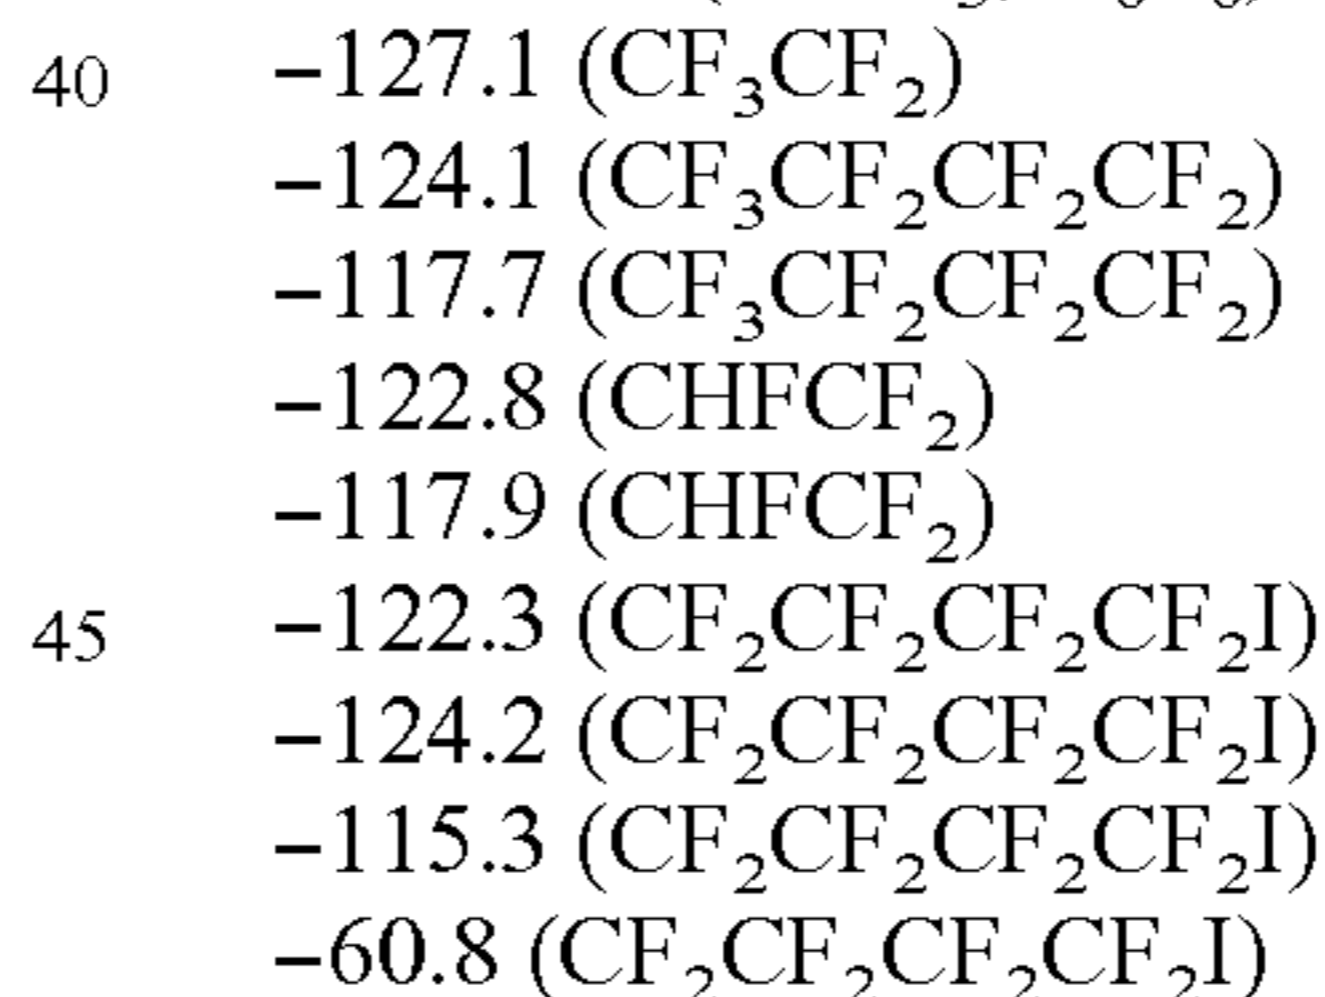 40 −127.1 (CF₃CF₂)
−124.1 (CF₃CF₂CF₂CF₂)
−117.7 (CF₃CF₂CF₂CF₂)
−122.8 (CHFCF₂)
−117.9 (CHFCF₂)
45 −122.3 (CF₂CF₂CF₂CF₂I)
−124.2 (CF₂CF₂CF₂CF₂I)
−115.3 (CF₂CF₂CF₂CF₂I)
−60.8 (CF₂CF₂CF₂CF₂I)